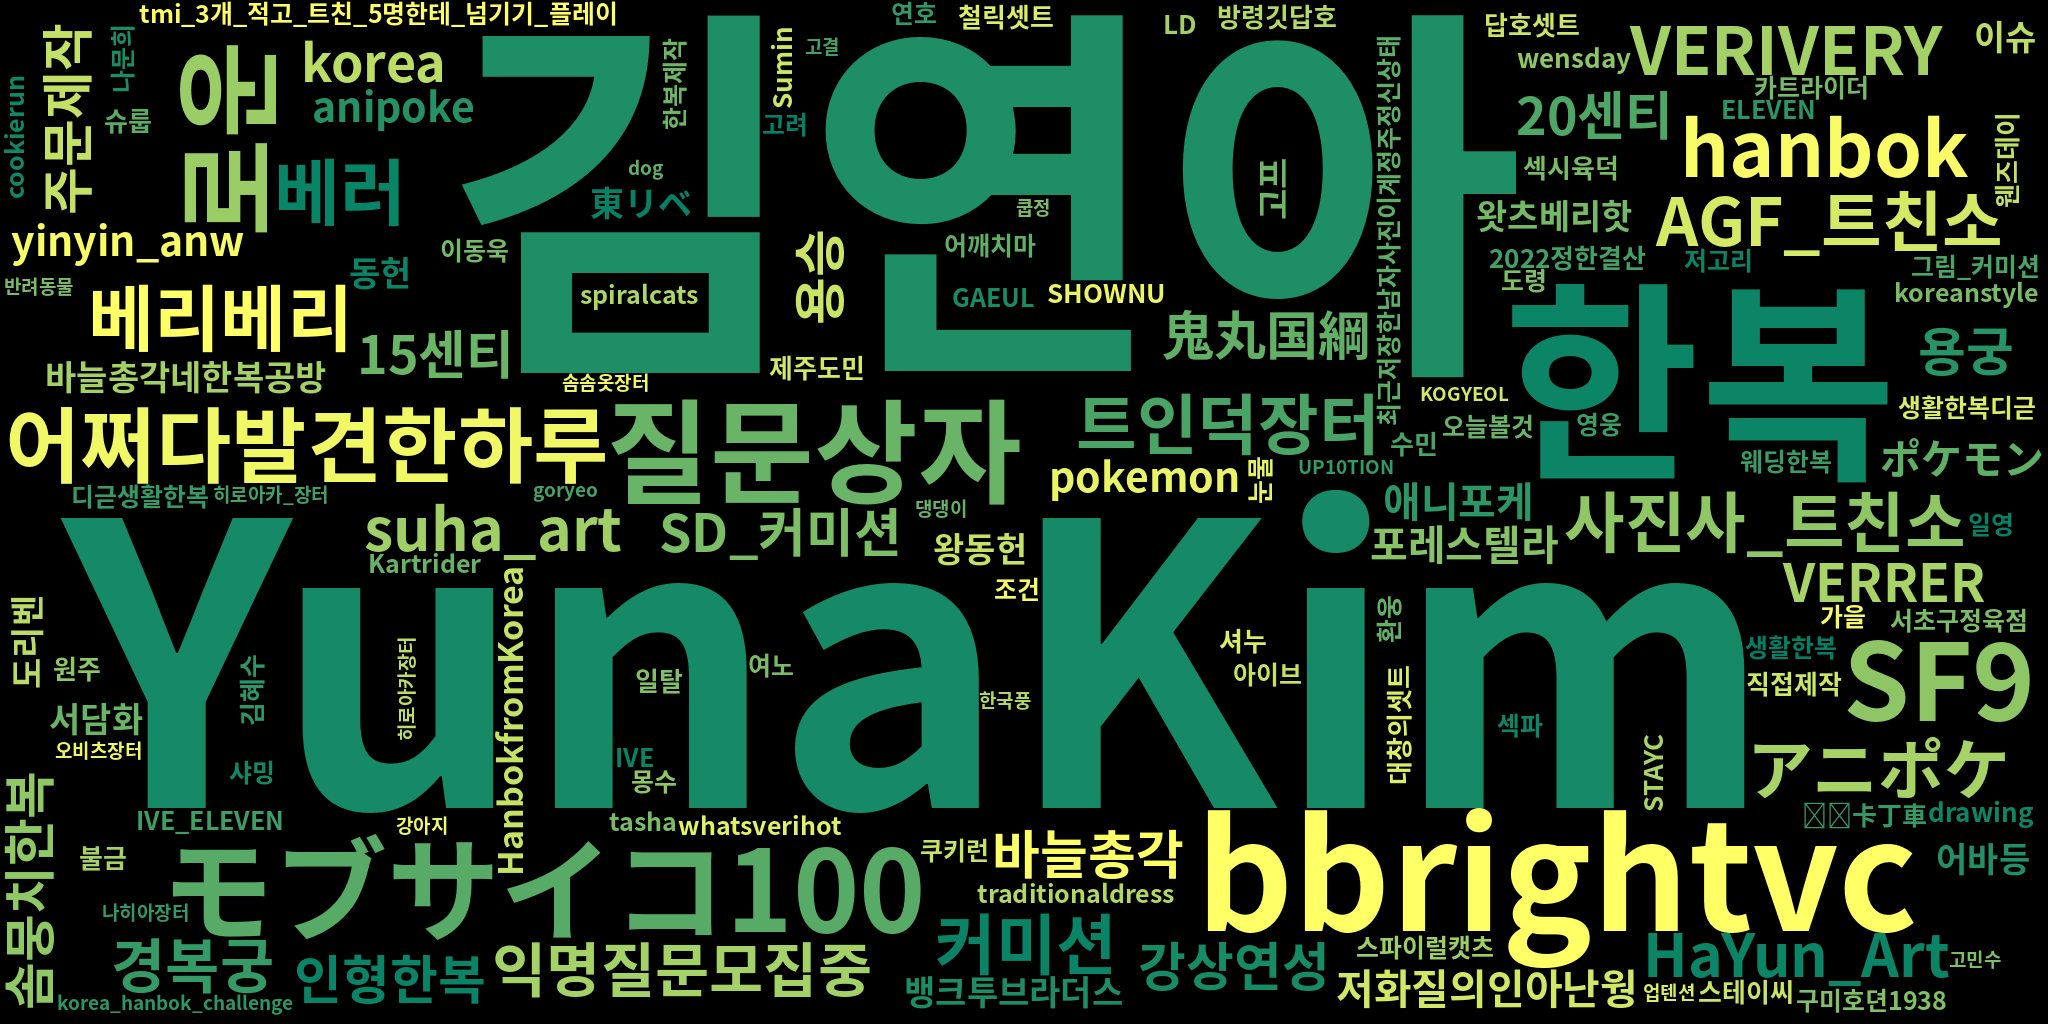 tmi_3개_적고_트친_5명한테_넘기기_플레이
연호
철릭셋트
LD
방령깃답호
답호셋트
이슈
VERIVERY
wensday
카트라이더
ELEVEN
20센티
hanbok
웬즈데이
섹시육덕
왓츠베리핫
AGF_트친소
2022정한결산
저고리
도령
그림_커미션
koreanstyle
cookierun
주문제작
나문희
슈룹
로운
korea
anipoke
베러
한복제작
Sumin
고결
고려
dog
東リベ
김연아
쿱정
어깨치마
고퍼
최근저장한남자사진이게정주정신상태
yinyin_anw
이동욱
동헌
반려동물
베리베리
spiralcats
용승
GAEUL
SHOWNU
鬼丸国綱
15센티
제주도민
솜솜옷장터
바늘총각네한복공방
한복
용궁
KOGYEOL
생활한복디귿
어쩌다발견한하루
질문상자
트인덕장터
수민
오늘볼것
영웅
웨딩한복
ポケモン
pokemon
눈물
UP10TION
디귿생활한복
히로아카_장터
goryeo
댕댕이
애니포케
suha_art
SD_커미션
왕동헌
포레스텔라
사진사_트친소
일영
Kartrider
조건
VERRER
가을
서초구정육점
YunaKim
HanbokfromKorea_
도리벤
원주
김혜수
히로아카장터
일탈
여노
한국풍
셔누
아이브
환웅
대창의셋트
생활한복
직접제작
SF9
서담화
오비츠장터
샤밍
IVE
몽수
섹파
STAYC
アニポケ
솜뭉치한복
IVE_ELEVEN
강아지
tasha
whatsverihot
卡丁車
drawing
불금
モブサイコ100
쿠키런
바늘총각
bbrightvc
어바등
traditionaldress
나히아장터
경복궁
인형한복
익명질문모집중
커미션
강상연성
스파이럴캣츠
HaYun_Art
고민수
뱅크투브라더스
저화질의인아난웡
업텐션
스테이씨
구미호뎐1938
korea_hanbok_challenge